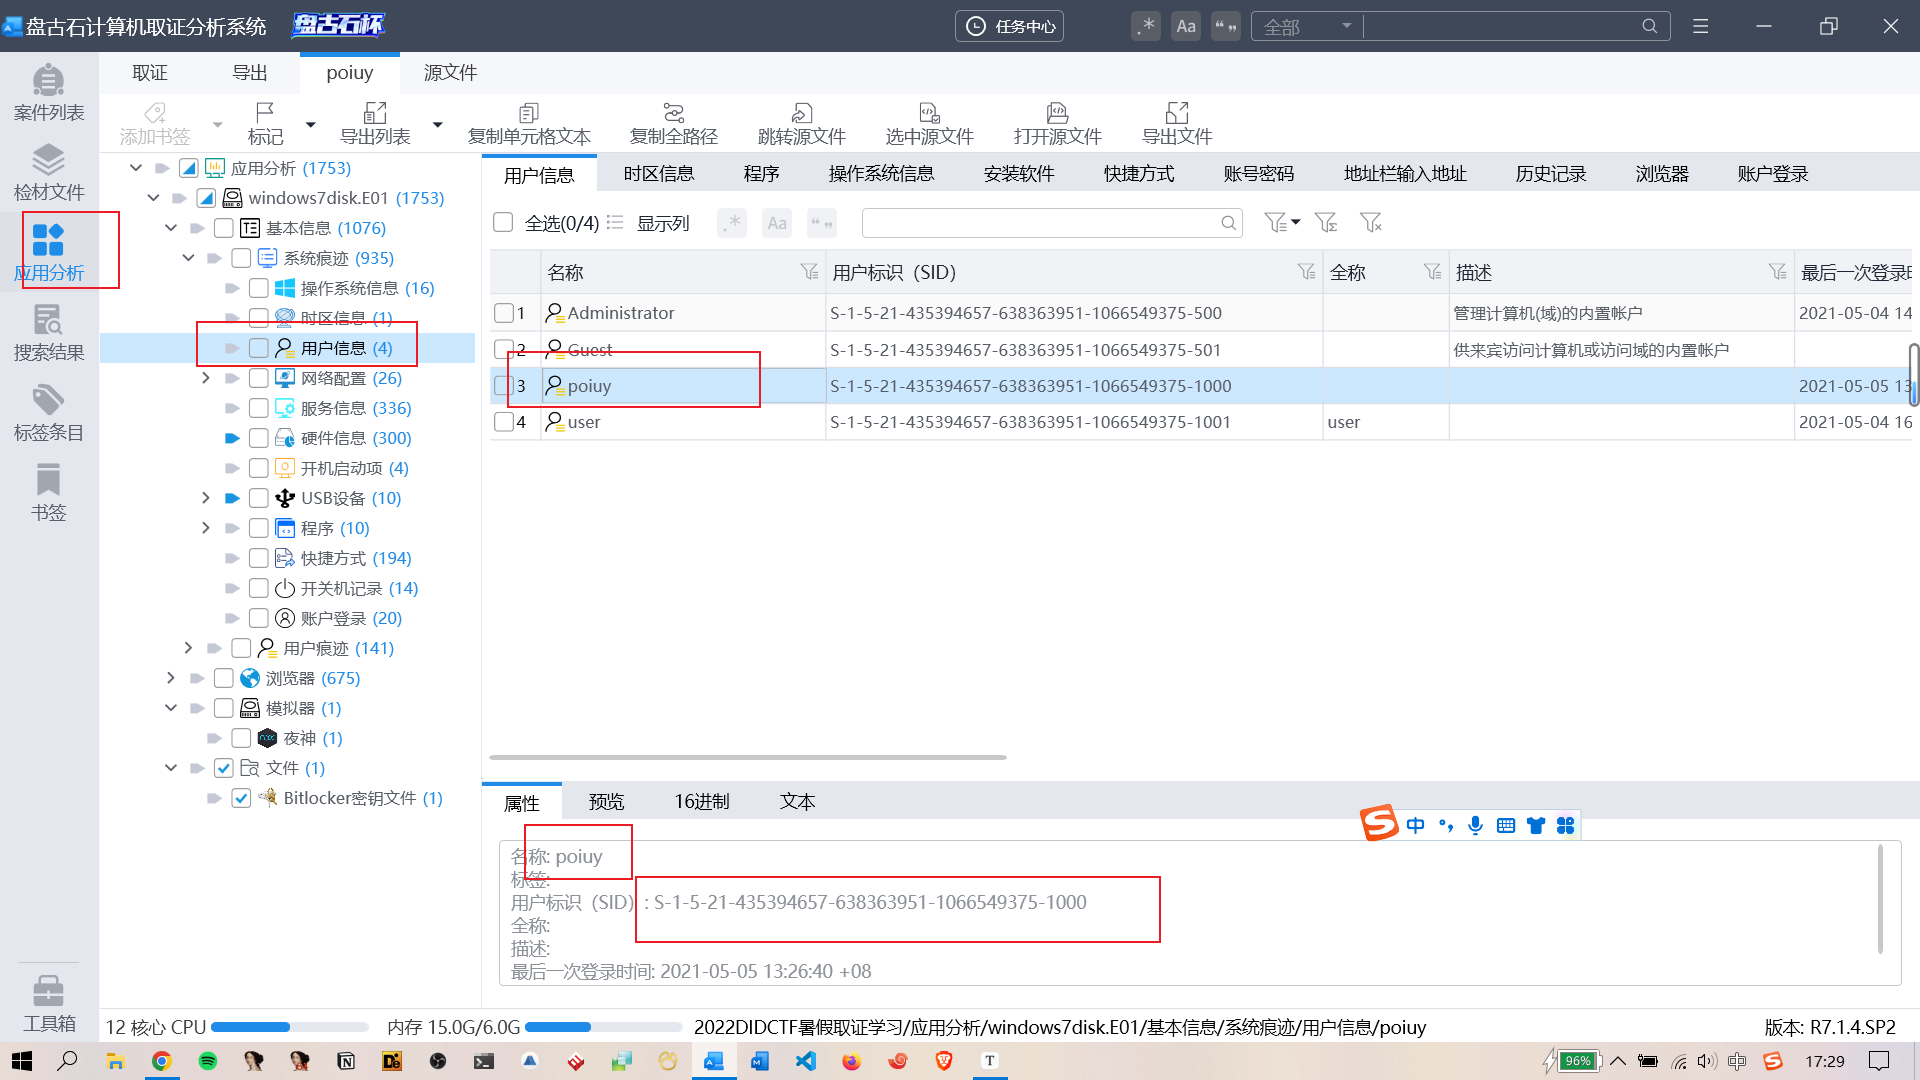 盘古石计算机取证分析系统
盘古石杯
任务中心
.*
Aa
“ ”
全部
取证
导出
poiuy
源文件
添加书签
标记
导出列表
复制单元格文本
复制全路径
跳转源文件
选中源文件
打开源文件
导出文件
案件列表
检材文件
应用分析
搜索结果
标签条目
书签
工具箱
应用分析 (1753)
windows7disk.E01 (1753)
基本信息 (1076)
系统痕迹 (935)
操作系统信息 (16)
时区信息 (1)
用户信息 (4)
网络配置 (26)
服务信息 (336)
硬件信息 (300)
开机启动项 (4)
USB设备 (10)
程序 (10)
快捷方式 (194)
开关机记录 (14)
账户登录 (20)
用户痕迹 (141)
浏览器 (675)
模拟器 (1)
夜神 (1)
文件 (1)
Bitlocker密钥文件 (1)
用户信息
时区信息
程序
操作系统信息
安装软件
快捷方式
账号密码
地址栏输入地址
历史记录
浏览器
账户登录
全选(0/4)
显示列
.*
Aa
“ ”
名称
用户标识（SID）
全称
描述
最后一次登录时
1 Administrator S-1-5-21-435394657-638363951-1066549375-500 管理计算机(域)的内置帐户 2021-05-04 14
2 Guest S-1-5-21-435394657-638363951-1066549375-501 供来宾访问计算机或访问域的内置帐户
3 poiuy S-1-5-21-435394657-638363951-1066549375-1000 2021-05-05 13
4 user S-1-5-21-435394657-638363951-1066549375-1001 user 2021-05-04 16
属性
预览
16进制
文本
中
名称: poiuy
标签:
用户标识（SID）: S-1-5-21-435394657-638363951-1066549375-1000
全称:
描述:
最后一次登录时间: 2021-05-05 13:26:40 +08
12 核心 CPU
内存 15.0G/6.0G
2022DIDCTF暑假取证学习/应用分析/windows7disk.E01/基本信息/系统痕迹/用户信息/poiuy
版本: R7.1.4.SP2
96%
中
17:29